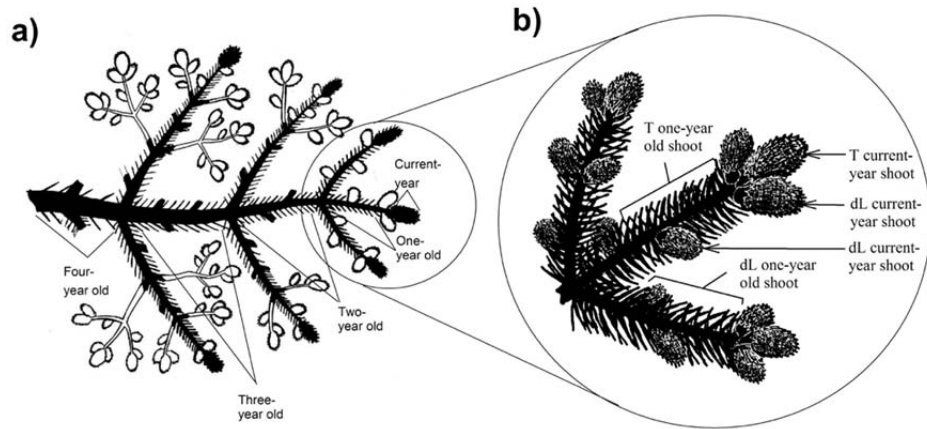 a)
Current-
year
One-
year old
Four-
year old
Two-
year old
Three-
year old
b)
T one-year
old shoot
T current-
year shoot
dL current-
year shoot
dL current-
year shoot
dL one-year
old shoot